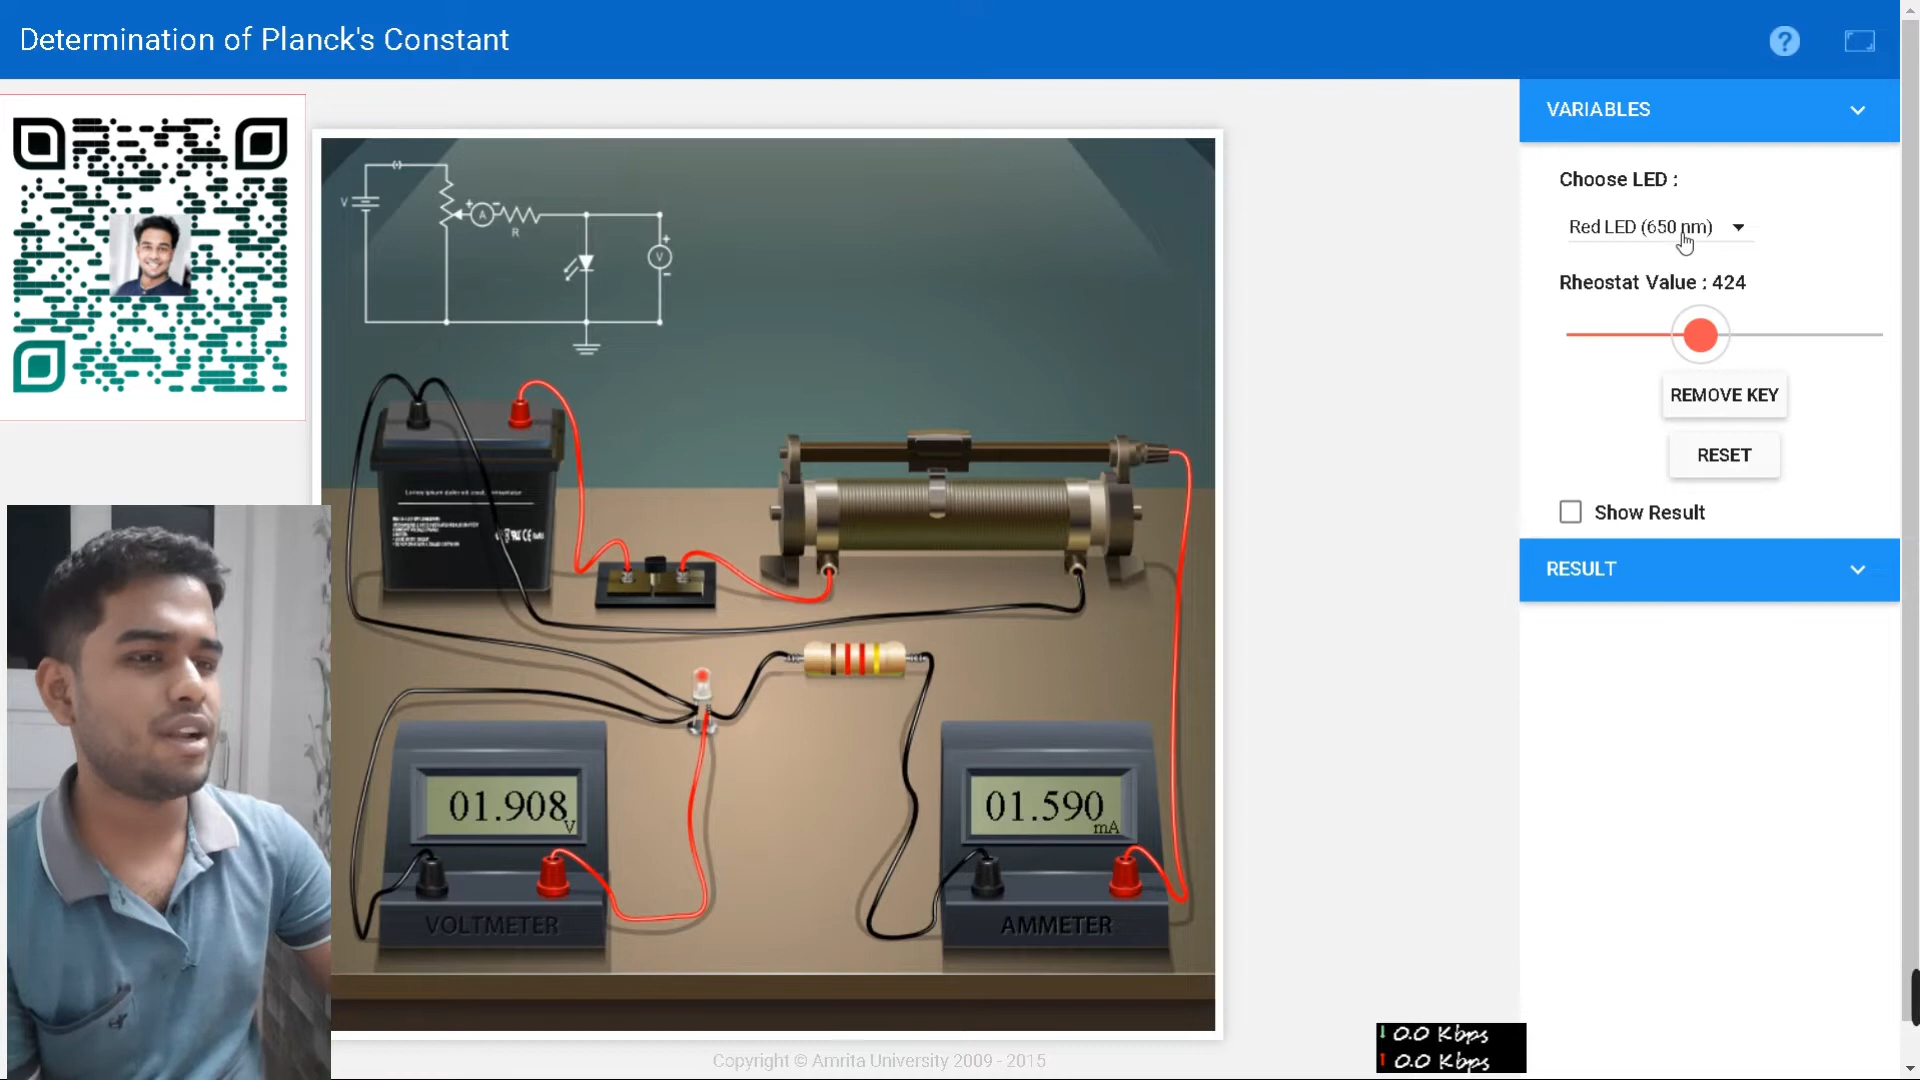 Determination of Planck's Constant
?
VARIABLES
Choose LED :
Red LED (650 nm)
Rheostat Value : 424
REMOVE KEY
RESET
Show Result
RESULT
V
A
R
V
+
−
+
−
01.908
V
VOLTMETER
01.590
mA
AMMETER
0.0 Kbps
0.0 Kbps
Copyright © Amrita University 2009 - 2015